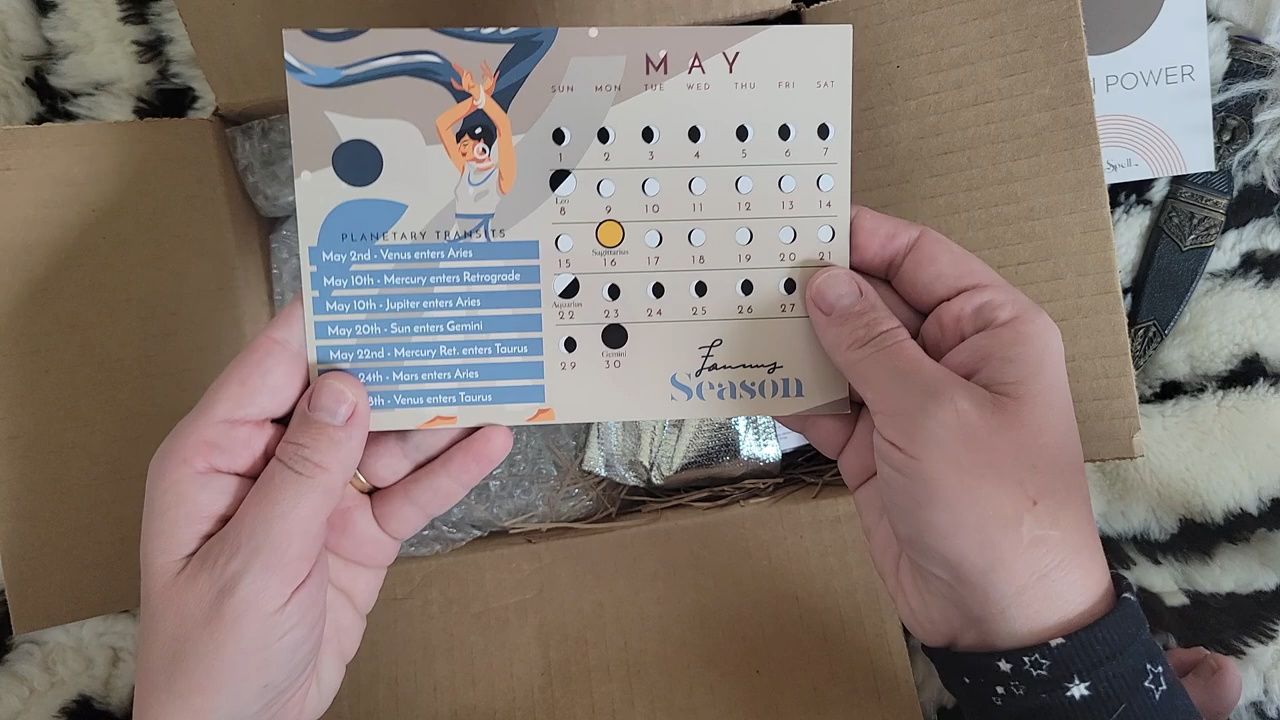 MAY
SUN MON TUE WED THU FRI SAT
1 2 3 4 5 6 7
Leo
8 9 10 11 12 13 14
Sagittarius
15 16 17 18 19 20 21
Aquarius
22 23 24 25 26 27
Gemini
29 30
Season
PLANETARY TRANSITS
May 2nd - Venus enters Aries
May 10th - Mercury enters Retrograde
May 10th - Jupiter enters Aries
May 20th - Sun enters Gemini
May 22nd - Mercury Ret. enters Taurus
24th - Mars enters Aries
8th - Venus enters Taurus
POWER
Spell